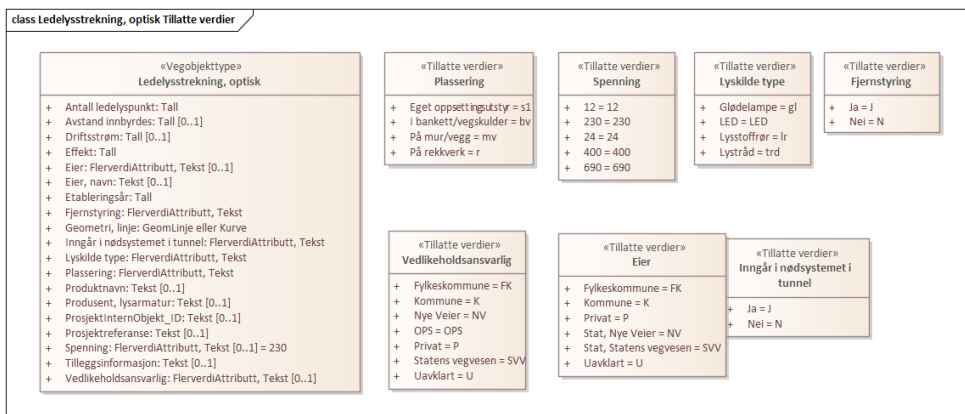 class Ledelysstrekning, optisk Tillatte verdier
«Vegobjekttype»
Ledelysstrekning, optisk
+ Antall ledelyspunkt: Tall
+ Avstand innbyrdes: Tall [0..1]
+ Driftsstrøm: Tall [0..1]
+ Effekt: Tall
+ Eier: FlerverdiAttributt, Tekst [0..1]
+ Eier, navn: Tekst [0..1]
+ Etableringsår: Tall
+ Fjernstyring: FlerverdiAttributt, Tekst
+ Geometri, linje: GeomLinje eller Kurve
+ Inngår i nødsystemet i tunnel: FlerverdiAttributt, Tekst
+ Lyskilde type: FlerverdiAttributt, Tekst
+ Plassering: FlerverdiAttributt, Tekst
+ Produktnavn: Tekst [0..1]
+ Produsent, lysarmatur: Tekst [0..1]
+ ProsjektInternObjekt_ID: Tekst [0..1]
+ Prosjektreferanse: Tekst [0..1]
+ Spenning: FlerverdiAttributt, Tekst [0..1] = 230
+ Tilleggsinformasjon: Tekst [0..1]
+ Vedlikeholdsansvarlig: FlerverdiAttributt, Tekst [0..1]
«Tillatte verdier»
Plassering
+ Eget oppsettingsutstyr = s1
+ I bankett/vegskulder = bv
+ På mur/vegg = mv
+ På rekkverk = r
«Tillatte verdier»
Spenning
+ 12 = 12
+ 230 = 230
+ 24 = 24
+ 400 = 400
+ 690 = 690
«Tillatte verdier»
Lyskilde type
+ Glødelampe = gl
+ LED = LED
+ Lysstoffrør = lr
+ Lystråd = trd
«Tillatte verdier»
Fjernstyring
+ Ja = J
+ Nei = N
«Tillatte verdier»
Vedlikeholdsansvarlig
+ Fylkeskommune = FK
+ Kommune = K
+ Nye Veier = NV
+ OPS = OPS
+ Privat = P
+ Statens vegvesen = SVV
+ Uavklart = U
«Tillatte verdier»
Eier
+ Fylkeskommune = FK
+ Kommune = K
+ Privat = P
+ Stat, Nye Veier = NV
+ Stat, Statens vegvesen = SVV
+ Uavklart = U
«Tillatte verdier»
Inngår i nødsystemet i
tunnel
+ Ja = J
+ Nei = N